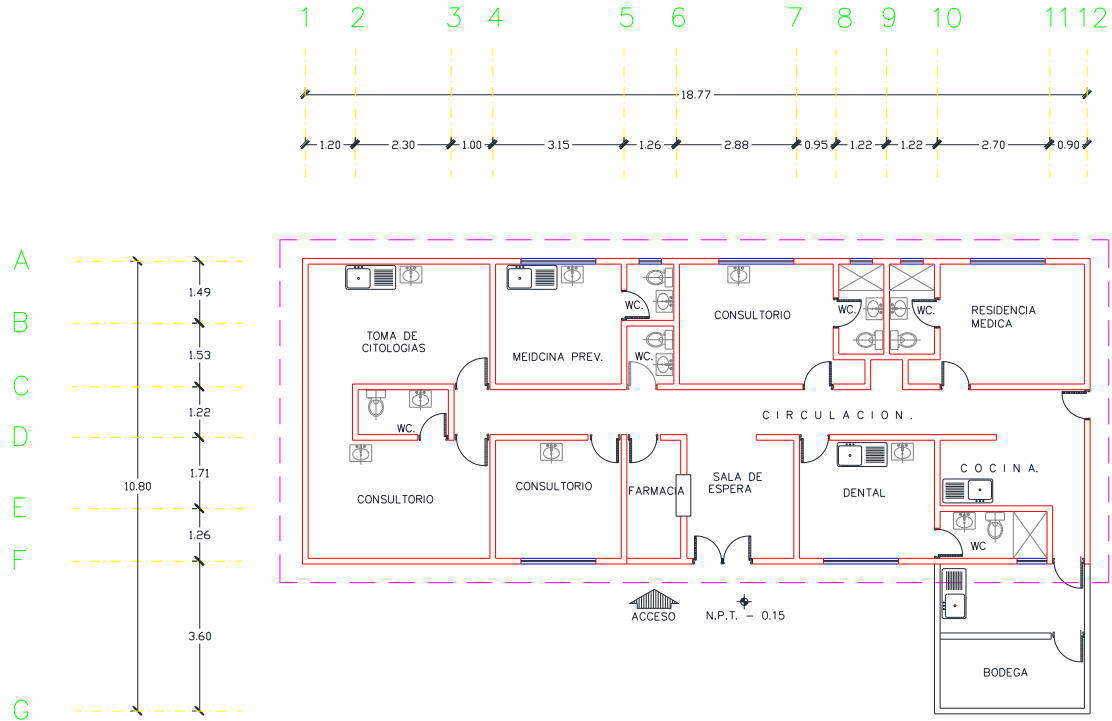 1 2 3 4 5 6 7 8 9 10 11 12
18.77
1.20 2.30 1.00 3.15 1.26 2.88 0.95 1.22 1.22 2.70 0.90
A
B
C
D
E
F
G
1.49
1.53
1.22
1.71
1.26
3.60
10.80
TOMA DE
CITOLOGIAS
MEIDCINA PREV.
WC.
WC.
CONSULTORIO
WC.
WC.
RESIDENCIA
MEDICA
WC.
CIRCULACION.
CONSULTORIO
CONSULTORIO
FARMACIA
SALA DE
ESPERA
DENTAL
COCINA.
WC
ACCESO
N.P.T. - 0.15
BODEGA